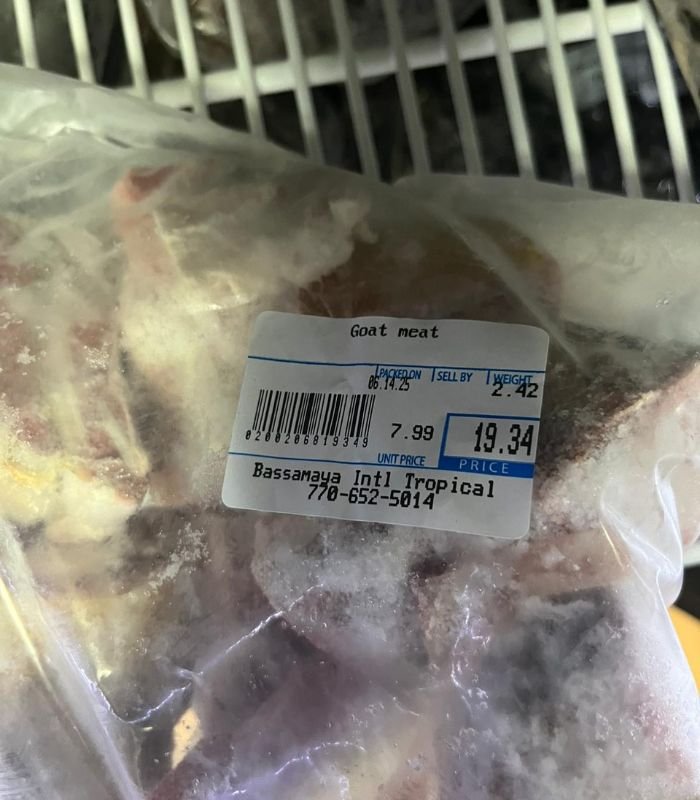 Goat meat
PACKED ON SELL BY WEIGHT
06.14.25 2.42
7.99 19.34
0200206819349
UNIT PRICE PRICE
Bassamaya Intl Tropical
770-652-5014